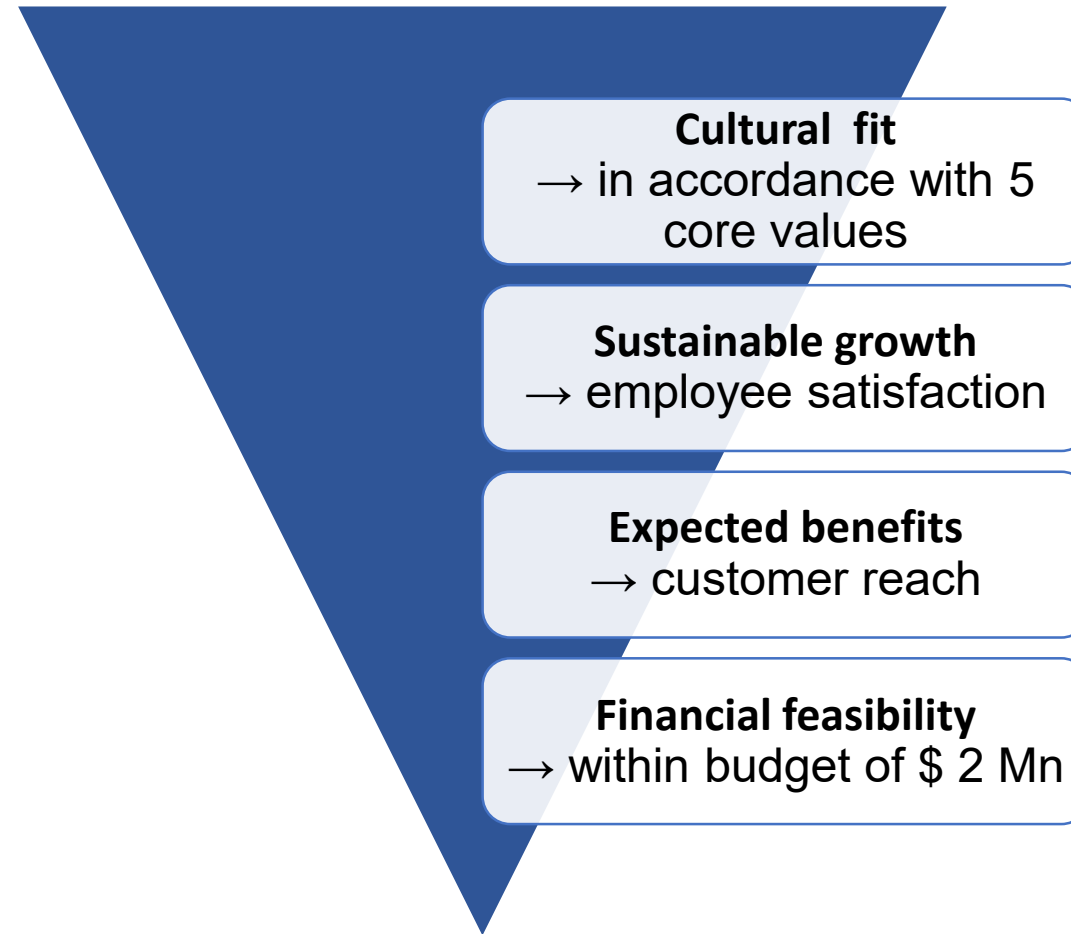 Cultural  fit
→ in accordance with 5
core values
Sustainable growth
→ employee satisfaction
Expected benefits
→ customer reach
Financial feasibility
→ within budget of $ 2 Mn